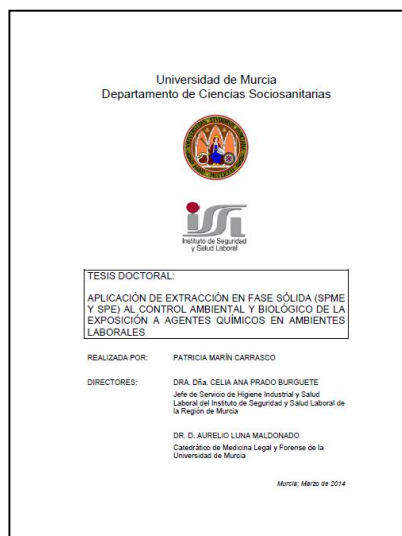 Universidad de Murcia
Departamento de Ciencias Sociosanitarias
issl
Instituto de Seguridad
y Salud Laboral
TESIS DOCTORAL:
APLICACIÓN DE EXTRACCIÓN EN FASE SÓLIDA (SPME
Y SPE) AL CONTROL AMBIENTAL Y BIOLÓGICO DE LA
EXPOSICIÓN A AGENTES QUÍMICOS EN AMBIENTES
LABORALES
REALIZADA POR: PATRICIA MARÍN CARRASCO
DIRECTORES: DRA. Dña. CELIA ANA PRADO BURGUETE
Jefe de Servicio de Higiene Industrial y Salud
Laboral del Instituto de Seguridad y Salud Laboral de
la Región de Murcia
DR. D. AURELIO LUNA MALDONADO
Catedrático de Medicina Legal y Forense de la
Universidad de Murcia
Murcia; Marzo de 2014